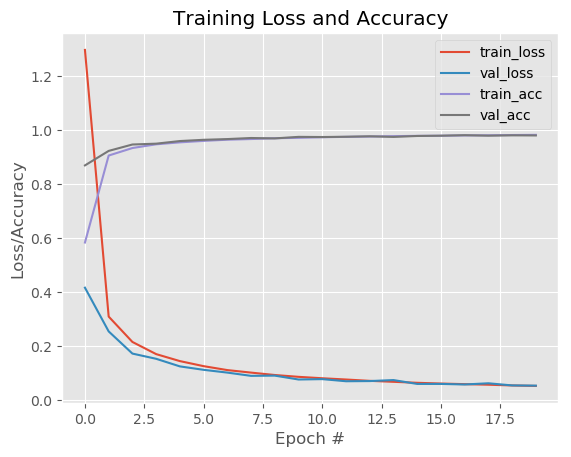 Training Loss and Accuracy
train_loss
val_loss
train_acc
val_acc
Loss/Accuracy
1.2
1.0
0.8
0.6
0.4
0.2
0.0
0.0 2.5 5.0 7.5 10.0 12.5 15.0 17.5
Epoch #